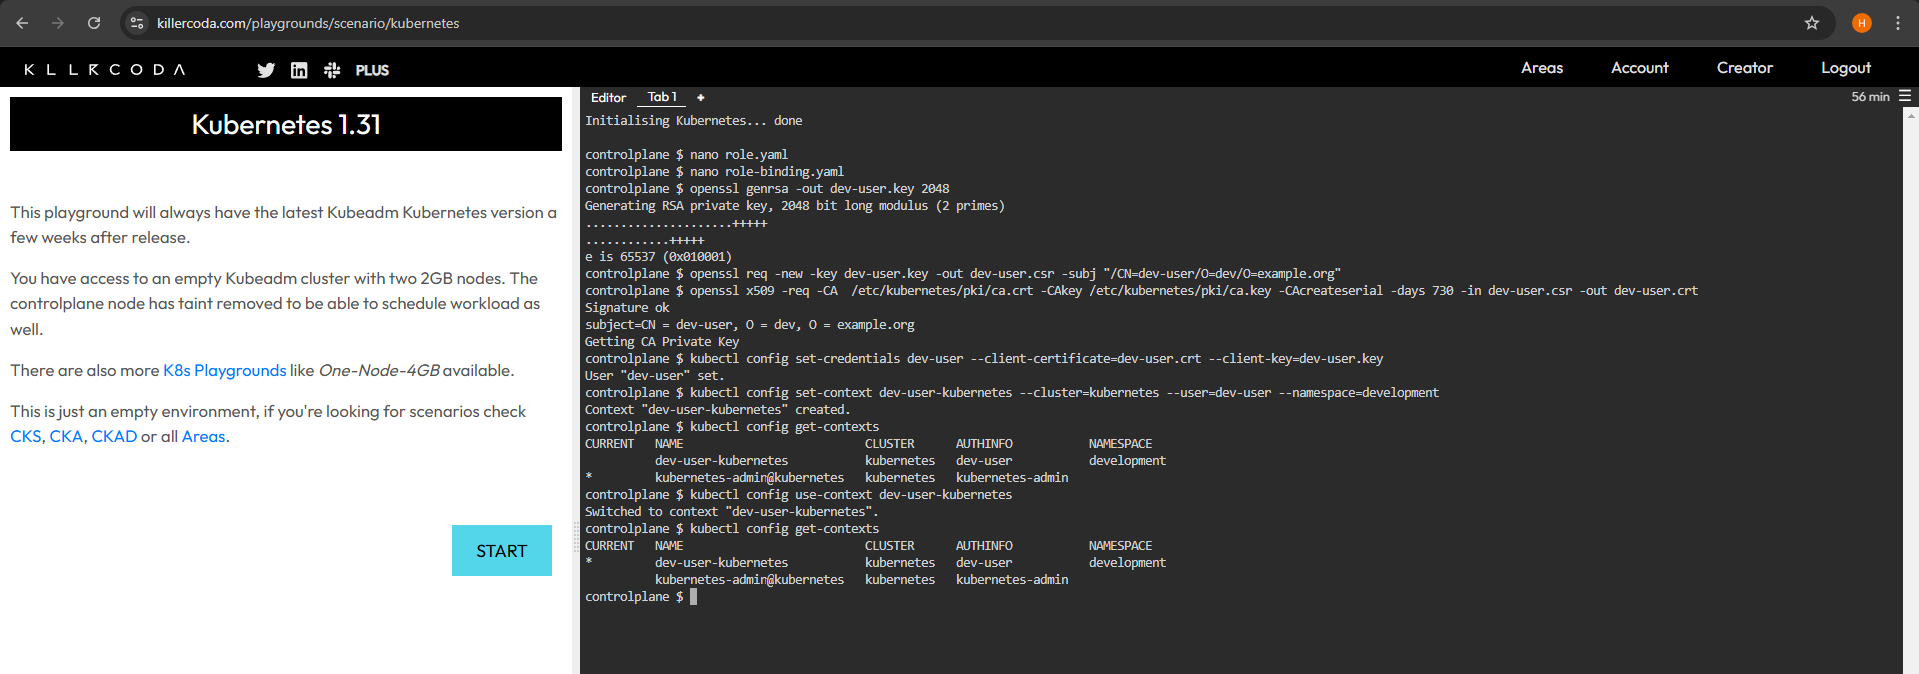 killercoda.com/playgrounds/scenario/kubernetes
H
KLLRCODA
PLUS
Areas
Account
Creator
Logout
Kubernetes 1.31
This playground will always have the latest Kubeadm Kubernetes version a
few weeks after release.
You have access to an empty Kubeadm cluster with two 2GB nodes. The
controlplane node has taint removed to be able to schedule workload as
well.
There are also more K8s Playgrounds like One-Node-4GB available.
This is just an empty environment, if you're looking for scenarios check
CKS, CKA, CKAD or all Areas.
START
Editor
Tab 1
+
56 min
Initialising Kubernetes... done
controlplane $ nano role.yaml
controlplane $ nano role-binding.yaml
controlplane $ openssl genrsa -out dev-user.key 2048
Generating RSA private key, 2048 bit long modulus (2 primes)
.....................+++++
............+++++
e is 65537 (0x010001)
controlplane $ openssl req -new -key dev-user.key -out dev-user.csr -subj "/CN=dev-user/O=dev/O=example.org"
controlplane $ openssl x509 -req -CA  /etc/kubernetes/pki/ca.crt -CAkey /etc/kubernetes/pki/ca.key -CAcreateserial -days 730 -in dev-user.csr -out dev-user.crt
Signature ok
subject=CN = dev-user, O = dev, O = example.org
Getting CA Private Key
controlplane $ kubectl config set-credentials dev-user --client-certificate=dev-user.crt --client-key=dev-user.key
User "dev-user" set.
controlplane $ kubectl config set-context dev-user-kubernetes --cluster=kubernetes --user=dev-user --namespace=development
Context "dev-user-kubernetes" created.
controlplane $ kubectl config get-contexts
CURRENT   NAME                          CLUSTER      AUTHINFO           NAMESPACE
          dev-user-kubernetes           kubernetes   dev-user           development
*         kubernetes-admin@kubernetes   kubernetes   kubernetes-admin
controlplane $ kubectl config use-context dev-user-kubernetes
Switched to context "dev-user-kubernetes".
controlplane $ kubectl config get-contexts
CURRENT   NAME                          CLUSTER      AUTHINFO           NAMESPACE
*         dev-user-kubernetes           kubernetes   dev-user           development
          kubernetes-admin@kubernetes   kubernetes   kubernetes-admin
controlplane $